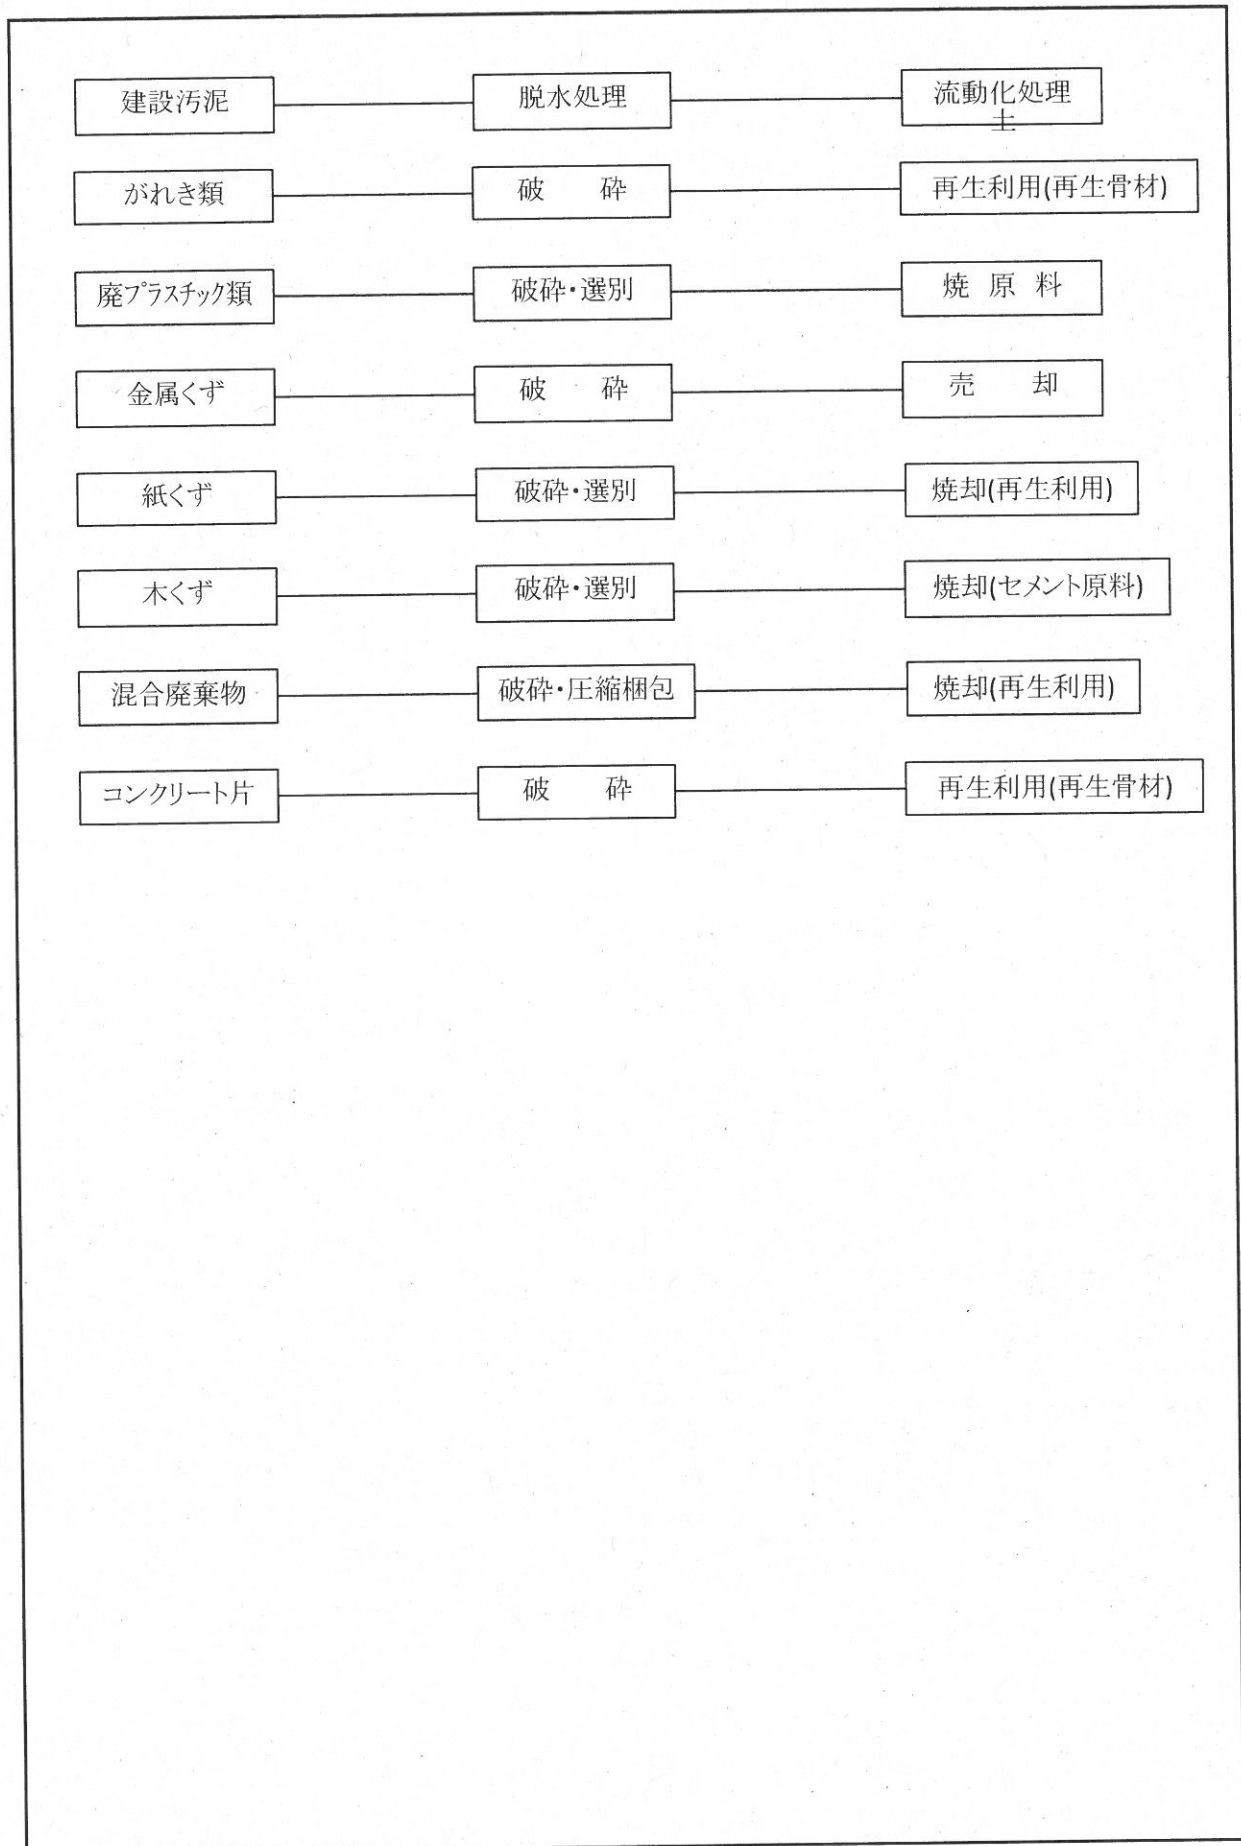 建設汚泥 脱水処理 流動化処理
土
がれき類 破　砕 再生利用(再生骨材)
廃プラスチック類 破砕・選別 焼 原 料
金属くず 破　砕 売　却
紙くず 破砕・選別 焼却(再生利用)
木くず 破砕・選別 焼却(セメント原料)
混合廃棄物 破砕・圧縮梱包 焼却(再生利用)
コンクリート片 破　砕 再生利用(再生骨材)